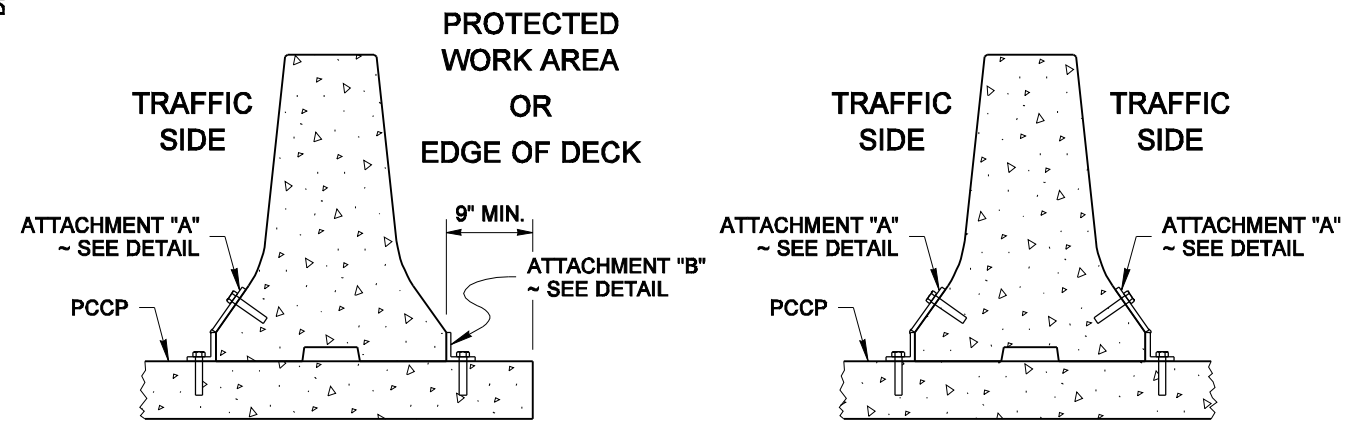 PROTECTED
WORK AREA
OR
EDGE OF DECK
TRAFFIC
SIDE
9" MIN.
ATTACHMENT "A"
~ SEE DETAIL
ATTACHMENT "B"
~ SEE DETAIL
PCCP
TRAFFIC
SIDE
TRAFFIC
SIDE
ATTACHMENT "A"
~ SEE DETAIL
ATTACHMENT "A"
~ SEE DETAIL
PCCP